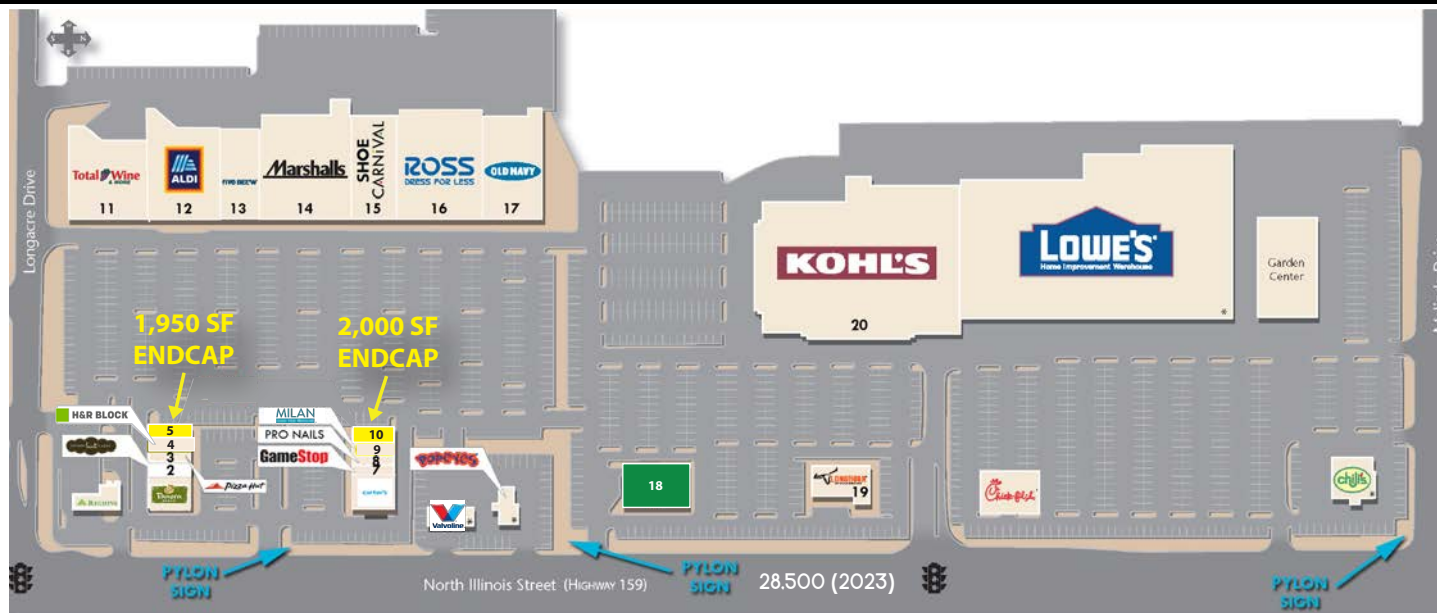 Longacre Drive
Total Wine
& MORE
11
ALDI
12
FIVE BELOW
13
Marshalls
14
SHOE
CARNIVAL
15
ROSS
DRESS FOR LESS
16
OLD NAVY
17
KOHL'S
20
LOWE'S
Home Improvement Warehouse
*
Garden
Center
1,950 SF
ENDCAP
2,000 SF
ENDCAP
H&R BLOCK
5
4
3
2
Pizza Hut
REGIONS
Panera
MILAN
PRO NAILS
GameStop
10
9
8
7
carter's
POPEYES
*
Valvoline
*
18
LONGHORN
19
Chick-fil-A
chili's
*
PYLON
SIGN
North Illinois Street (HIGHWAY 159)
PYLON
SIGN
28,500 (2023)
PYLON
SIGN